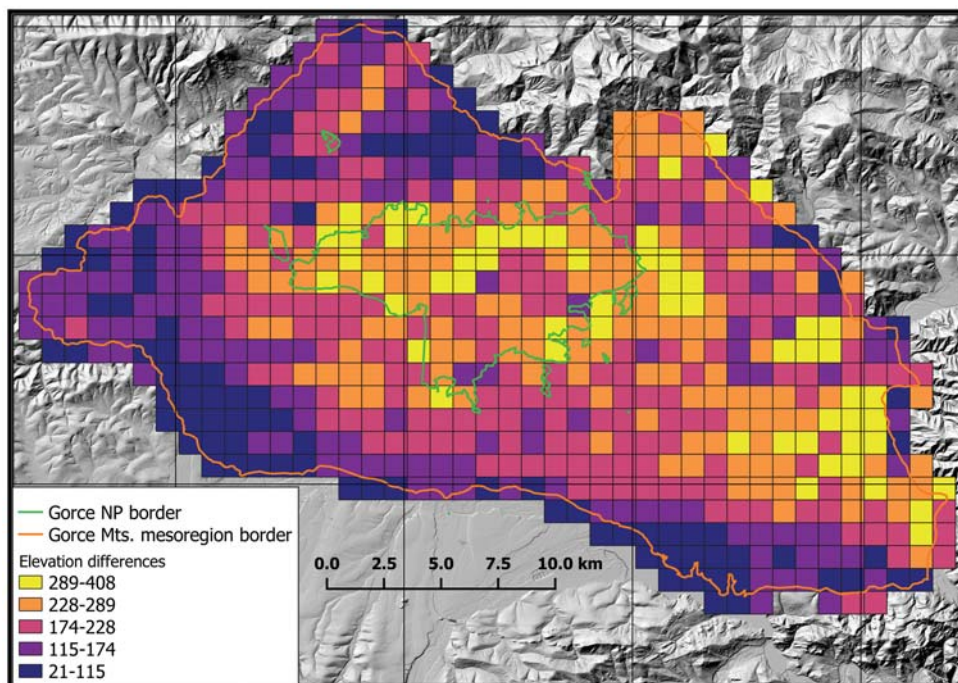 Gorce NP border
Gorce Mts. mesoregion border
Elevation differences
289-408
228-289
174-228
115-174
21-115
0.0 2.5 5.0 7.5 10.0 km